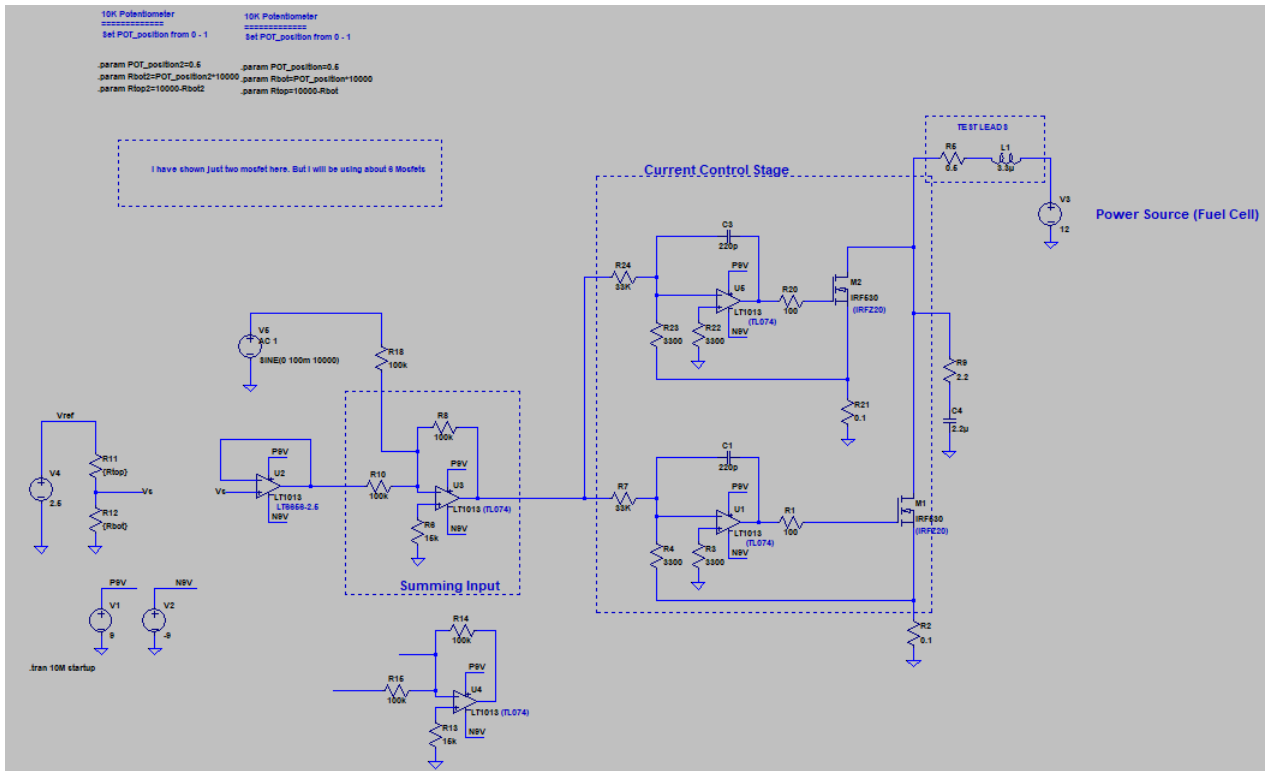 10K Potentiometer
=============
Set POT_position from 0 - 1
.param POT_position2=0.5
.param Rbot2=POT_position2*10000
.param Rtop2=10000-Rbot2
10K Potentiometer
=============
Set POT_position from 0 - 1
.param POT_position=0.5
.param Rbot=POT_position*10000
.param Rtop=10000-Rbot
I have shown just two mosfet here. But I will be using about 6 Mosfets
TEST LEADS
R5
0.5
L1
3.3µ
V3
12
Power Source (Fuel Cell)
Current Control Stage
C3
220p
R24
33K
P9V
U5
LT1013
(TL074)
N9V
R20
100
M2
IRF530
(IRFZ20)
R23
3300
R22
3300
R21
0.1
R9
2.2
C4
2.2µ
V5
AC 1
SINE(0 100m 10000)
R18
100k
Vref
V4
2.5
R11
{Rtop}
Vs
R12
{Rbot}
P9V
U2
Vs
LT1013
LT6656-2.5
N9V
R10
100k
R8
100k
P9V
U3
LT1013 (TL074)
R6
15k
N9V
Summing Input
C1
220p
R7
33K
P9V
U1
LT1013
(TL074)
N9V
R1
100
M1
IRF530
(IRFZ20)
R4
3300
R3
3300
R2
0.1
P9V
V1
9
N9V
V2
-9
.tran 10M startup
R14
100k
R15
100k
P9V
U4
LT1013 (TL074)
R13
15k
N9V